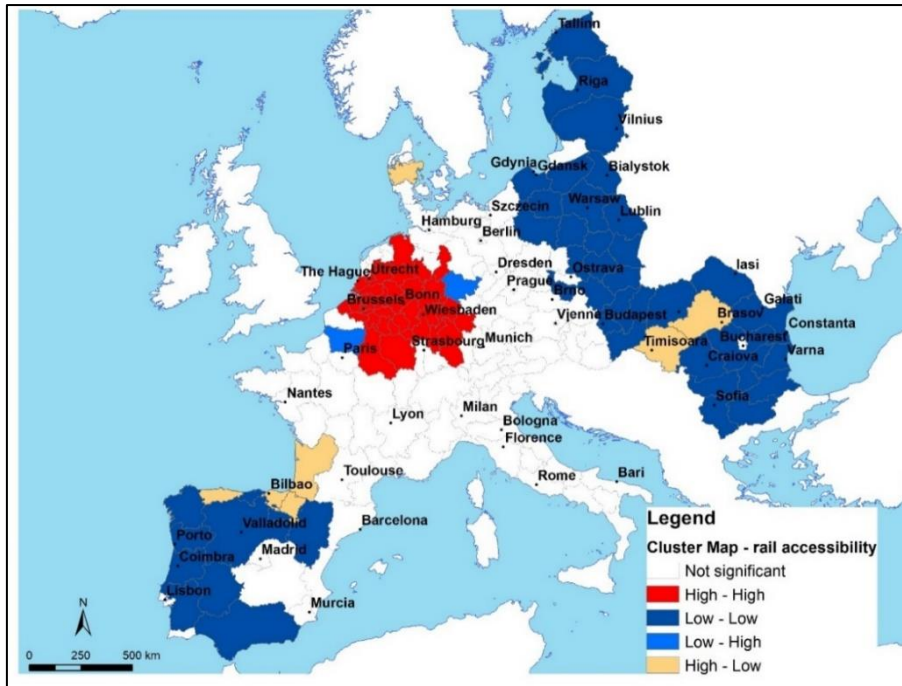 Tallinn
Riga
Vilnius
Gdynia
Gdansk
Bialystok
Szczecin
Warsaw
Hamburg
Lublin
Berlin
The Hague
Utrecht
Dresden
Ostrava
Iasi
Bonn
Prague
Brno
Brussels
Wiesbaden
Galati
Vienne
Budapest
Brasov
Constanta
Strasbourg
Munich
Timisoara
Bucharest
Paris
Craiova
Varna
Nantes
Sofia
Lyon
Milan
Bologna
Florence
Bilbao
Toulouse
Rome
Bari
Valladolid
Barcelona
Porto
Madrid
Coimbra
Lisbon
Murcia
Legend
Cluster Map - rail accessibility
Not significant
High - High
Low - Low
Low - High
High - Low
N
0 250 500 km